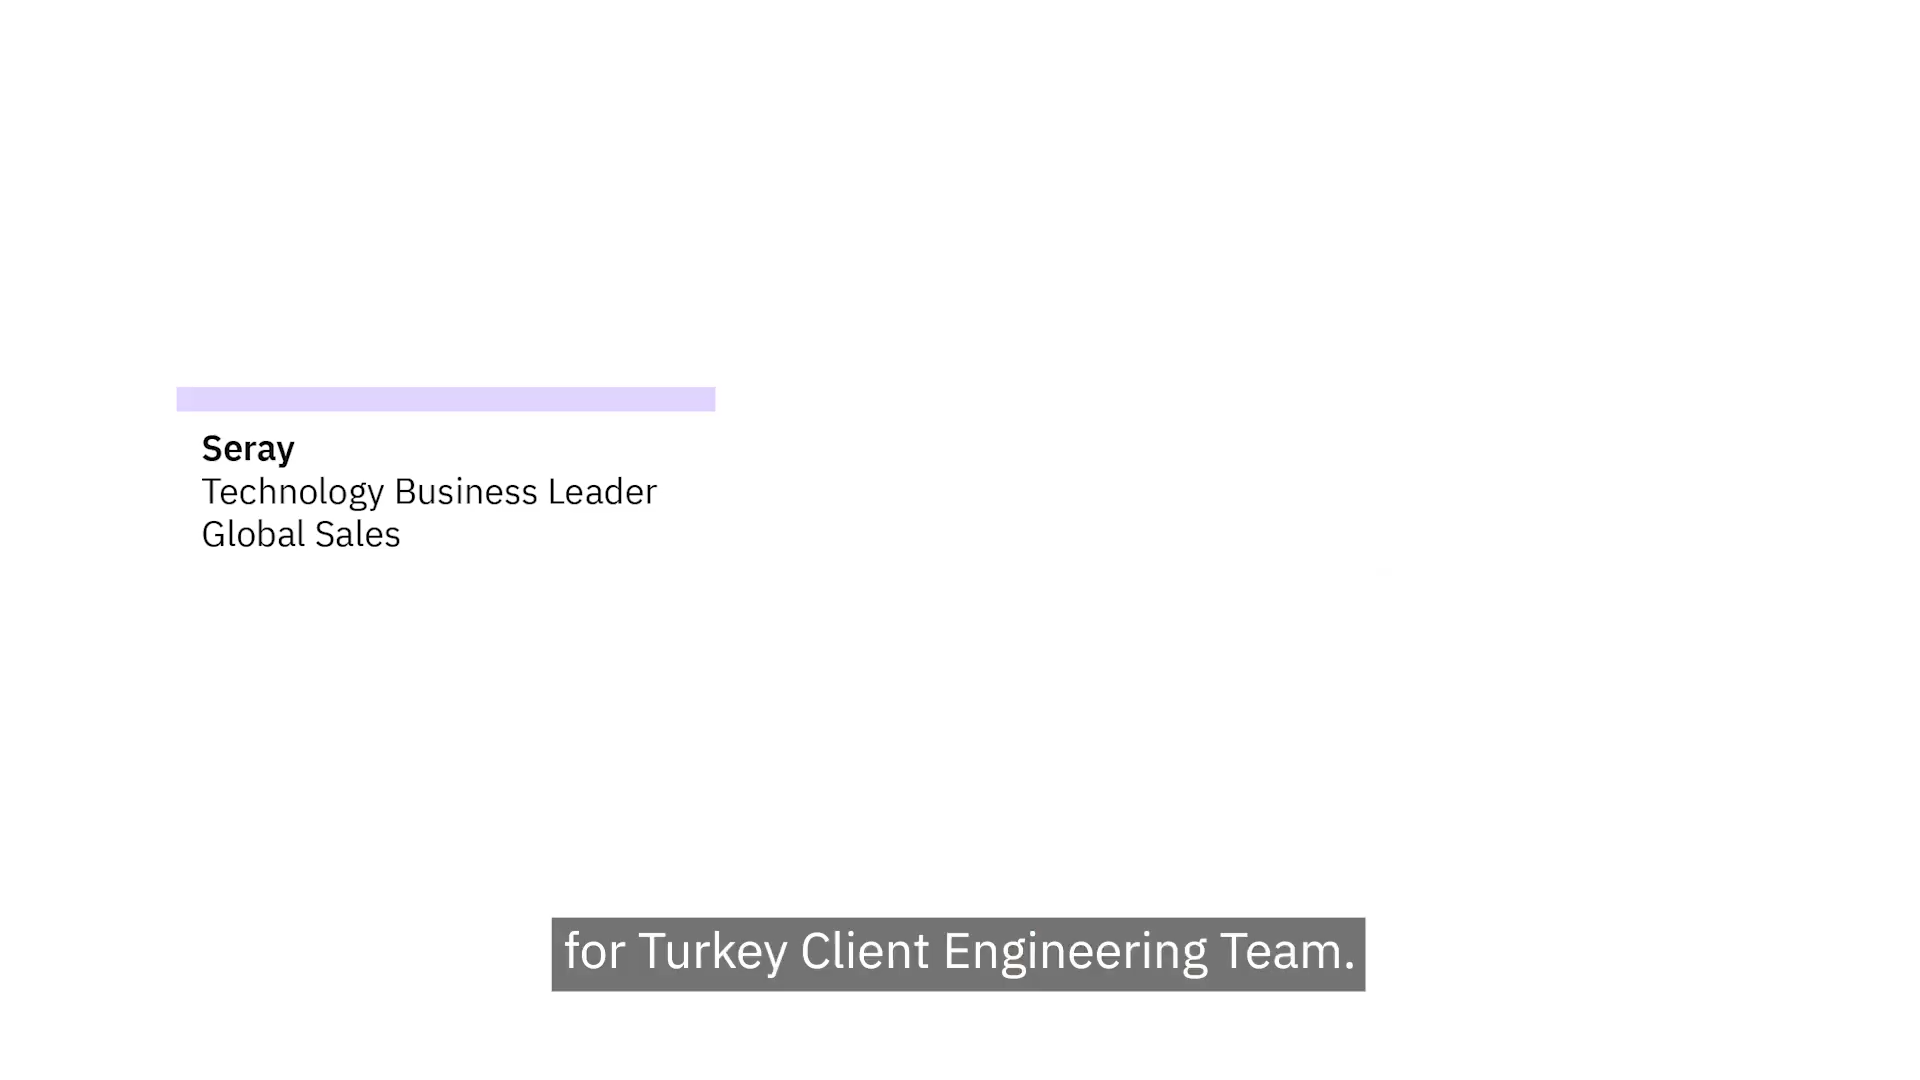 Seray
Technology Business Leader
Global Sales
for Turkey Client Engineering Team.